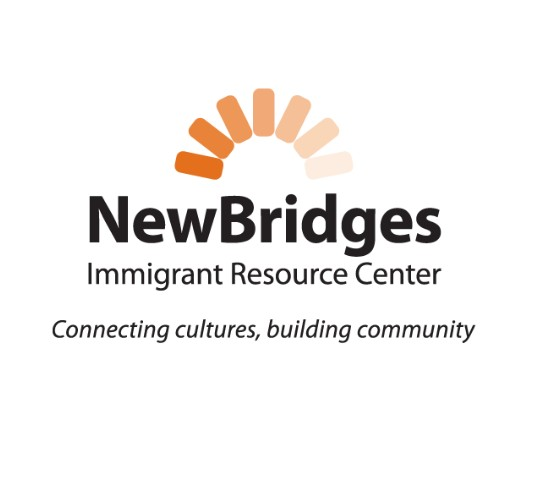 NewBridges
Immigrant Resource Center
Connecting cultures, building community